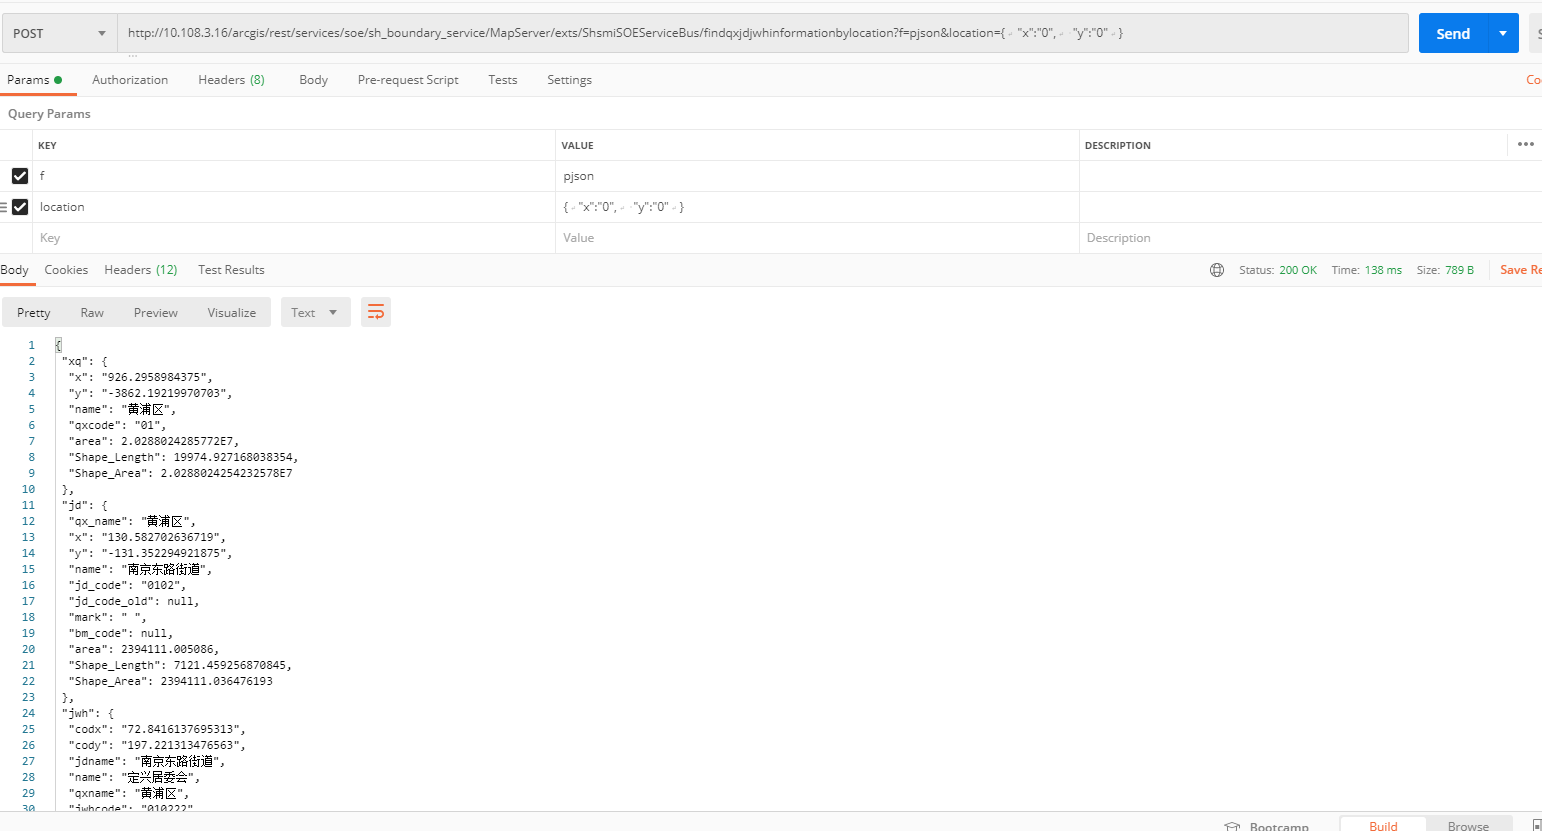 POST
http://10.108.3.16/arcgis/rest/services/soe/sh_boundary_service/MapServer/exts/ShsmiSOEServiceBus/findqxjdjwhinformationbylocation?f=pjson&location={ ↵ "x":"0", ↵ "y":"0" ↵ }
Send
Params Authorization Headers (8) Body Pre-request Script Tests Settings Co
Query Params
KEY VALUE DESCRIPTION
f pjson
location { ↵ "x":"0", ↵ "y":"0" ↵ }
Key Value Description
Body Cookies Headers (12) Test Results Status: 200 OK Time: 138 ms Size: 789 B Save Re
Pretty Raw Preview Visualize Text
1 {
2 "xq": {
3 "x": "926.2958984375",
4 "y": "-3862.19219970703",
5 "name": "黄浦区",
6 "qxcode": "01",
7 "area": 2.0288024285772E7,
8 "Shape_Length": 19974.927168038354,
9 "Shape_Area": 2.0288024254232578E7
10 },
11 "jd": {
12 "qx_name": "黄浦区",
13 "x": "130.582702636719",
14 "y": "-131.352294921875",
15 "name": "南京东路街道",
16 "jd_code": "0102",
17 "jd_code_old": null,
18 "mark": " ",
19 "bm_code": null,
20 "area": 2394111.005086,
21 "Shape_Length": 7121.459256870845,
22 "Shape_Area": 2394111.036476193
23 },
24 "jwh": {
25 "codx": "72.8416137695313",
26 "cody": "197.221313476563",
27 "jdname": "南京东路街道",
28 "name": "定兴居委会",
29 "qxname": "黄浦区",
30 "jwhcode": "010222"
Bootcamp Build Browse